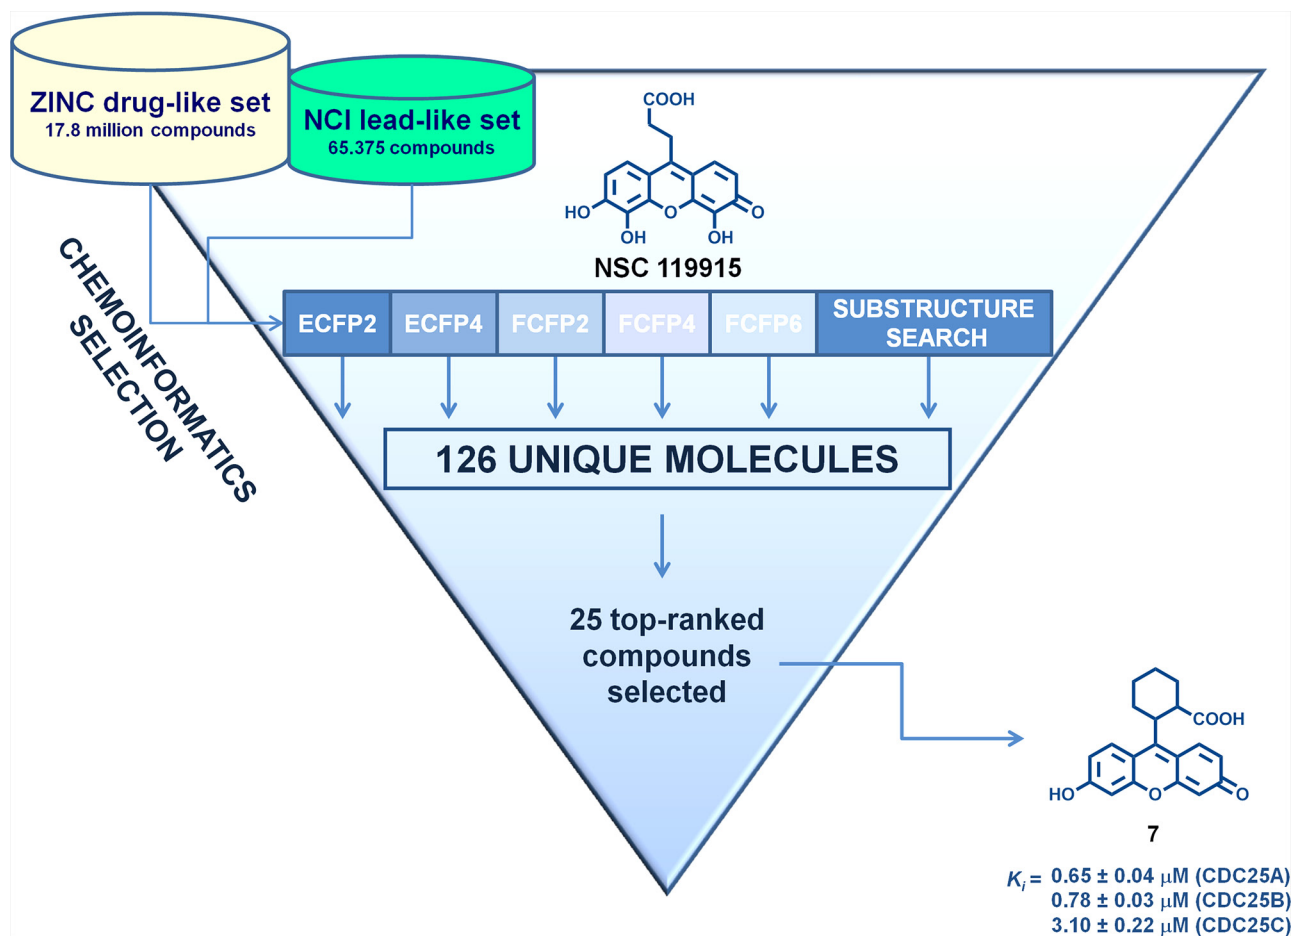 ZINC drug-like set
17.8 million compounds
NCI lead-like set
65.375 compounds
COOH
HO
O
O
OH
OH
NSC 119915
CHEMOINFORMATICS
SELECTION
ECFP2
ECFP4
FCFP2
FCFP4
FCFP6
SUBSTRUCTURE
SEARCH
126 UNIQUE MOLECULES
25 top-ranked
compounds
selected
COOH
HO
O
O
7
Ki = 0.65 ± 0.04 µM (CDC25A)
0.78 ± 0.03 µM (CDC25B)
3.10 ± 0.22 µM (CDC25C)